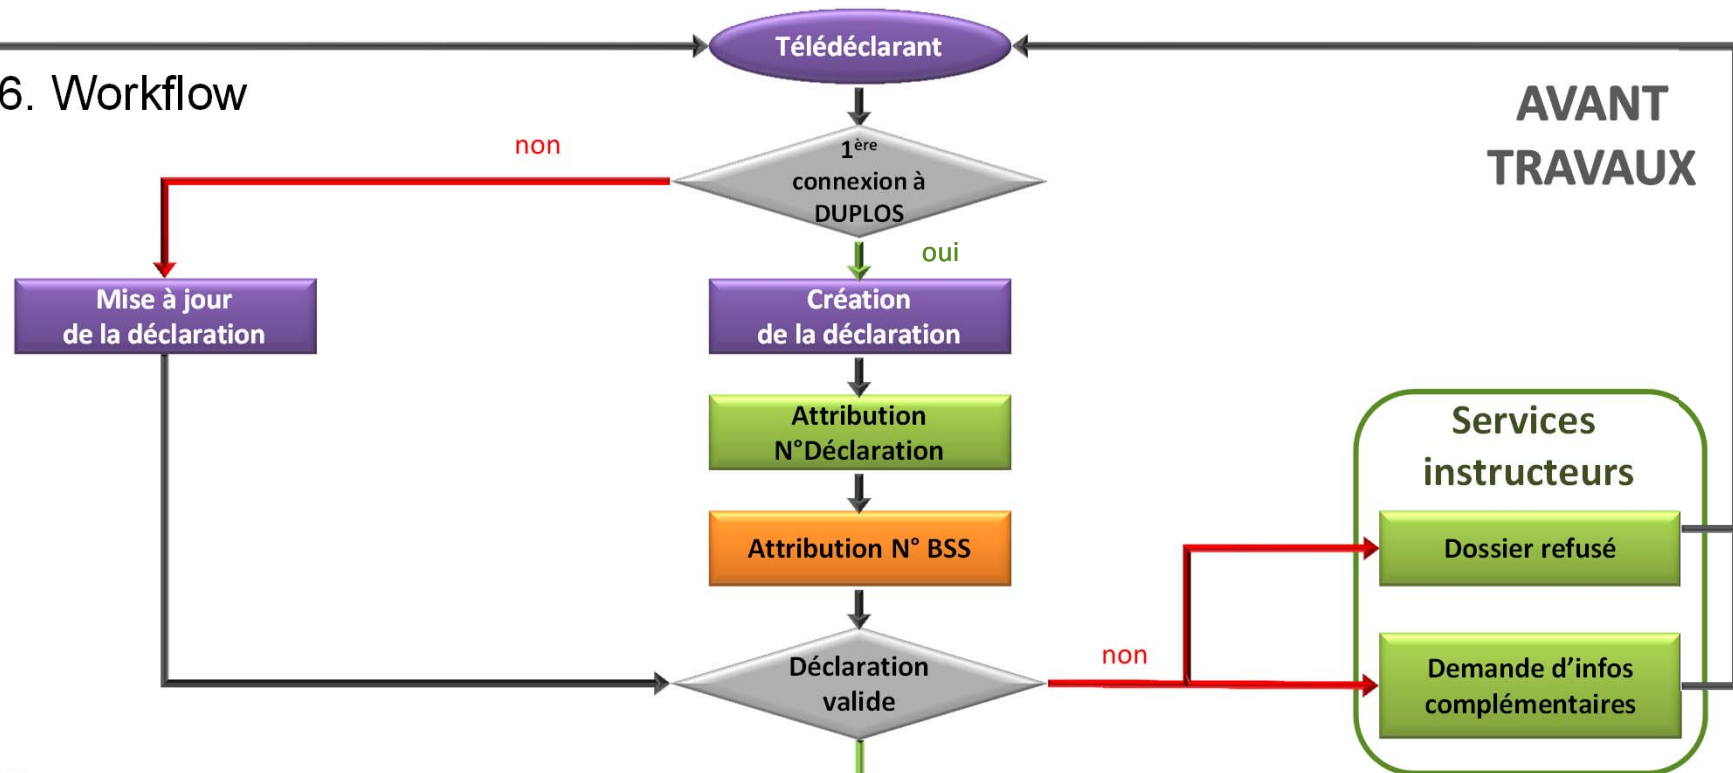 Télédéclarant
6. Workflow
AVANT
TRAVAUX
non
1ère
connexion à
DUPLOS
oui
Mise à jour
de la déclaration
Création
de la déclaration
Attribution
N°Déclaration
Services
instructeurs
Attribution N° BSS
Dossier refusé
Déclaration
valide
non
Demande d’infos
complémentaires